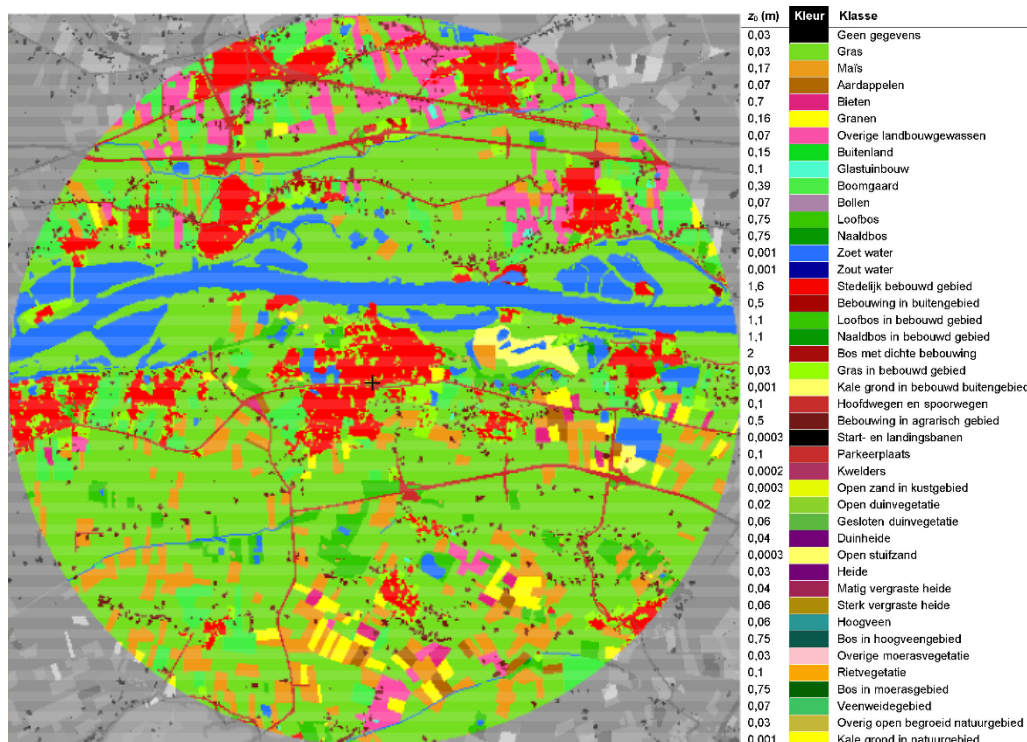 z₀ (m) Kleur Klasse
0,03 Geen gegevens
0,03 Gras
0,17 Maïs
0,07 Aardappelen
0,7 Bieten
0,16 Granen
0,07 Overige landbouwgewassen
0,15 Buitenland
0,1 Glastuinbouw
0,39 Boomgaard
0,07 Bollen
0,75 Loofbos
0,75 Naaldbos
0,001 Zoet water
0,001 Zout water
1,6 Stedelijk bebouwd gebied
0,5 Bebouwing in buitengebied
1,1 Loofbos in bebouwd gebied
1,1 Naaldbos in bebouwd gebied
2 Bos met dichte bebouwing
0,03 Gras in bebouwd gebied
0,001 Kale grond in bebouwd buitengebied
0,1 Hoofdwegen en spoorwegen
0,5 Bebouwing in agrarisch gebied
0,0003 Start- en landingsbanen
0,1 Parkeerplaats
0,0002 Kwelders
0,0003 Open zand in kustgebied
0,02 Open duinvegetatie
0,06 Gesloten duinvegetatie
0,04 Duinheide
0,0003 Open stuifzand
0,03 Heide
0,04 Matig vergraste heide
0,06 Sterk vergraste heide
0,06 Hoogveen
0,75 Bos in hoogveengebied
0,03 Overige moerasvegetatie
0,1 Rietvegetatie
0,75 Bos in moerasgebied
0,07 Veenweidegebied
0,03 Overig open begroeid natuurgebied
0,001 Kale grond in natuurgebied